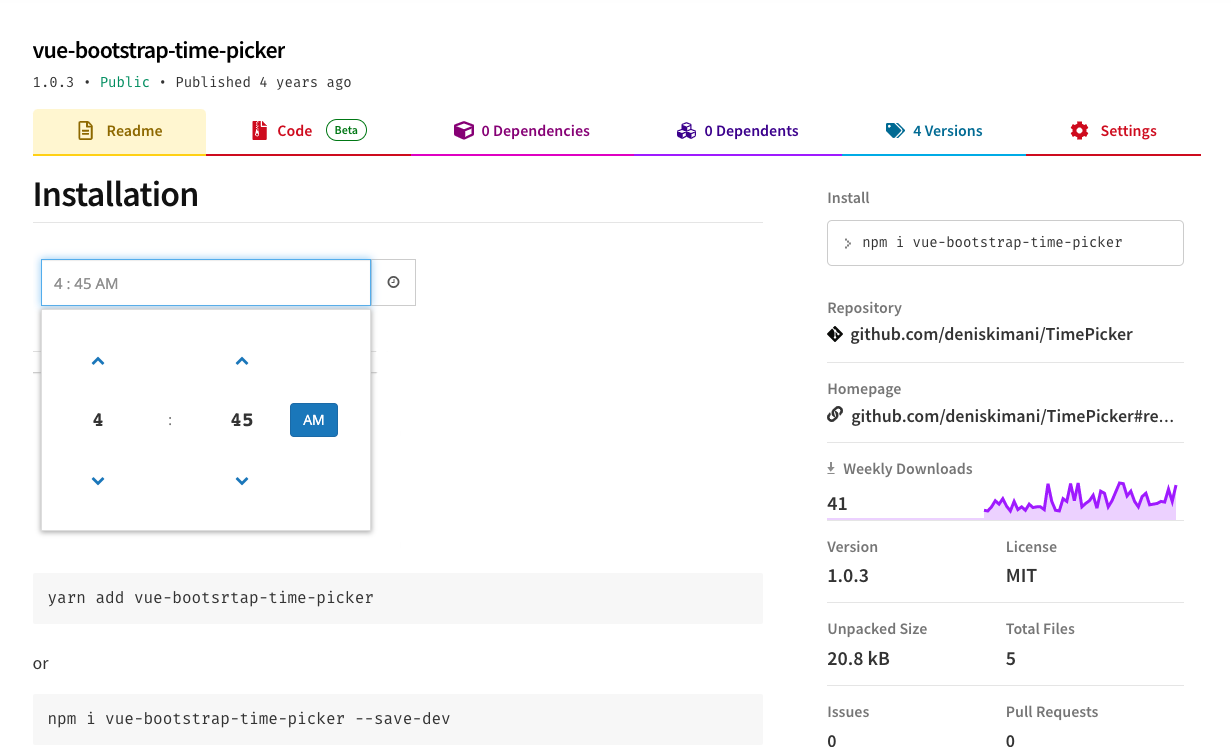 vue-bootstrap-time-picker
1.0.3 • Public • Published 4 years ago
Readme
Code Beta
0 Dependencies
0 Dependents
4 Versions
Settings
Installation
4 : 45 AM
4 : 45 AM
yarn add vue-bootsrtap-time-picker
or
npm i vue-bootstrap-time-picker --save-dev
Install
> npm i vue-bootstrap-time-picker
Repository
github.com/deniskimani/TimePicker
Homepage
github.com/deniskimani/TimePicker#re...
Weekly Downloads
41
Version License
1.0.3 MIT
Unpacked Size Total Files
20.8 kB 5
Issues Pull Requests
0 0